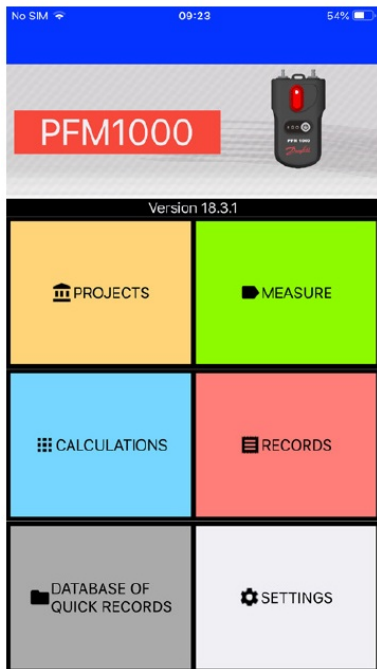 No SIM 09:23 54%
PFM1000
PFM 1000
Danfoss
Version 18.3.1
PROJECTS
MEASURE
CALCULATIONS
RECORDS
DATABASE OF
QUICK RECORDS
SETTINGS